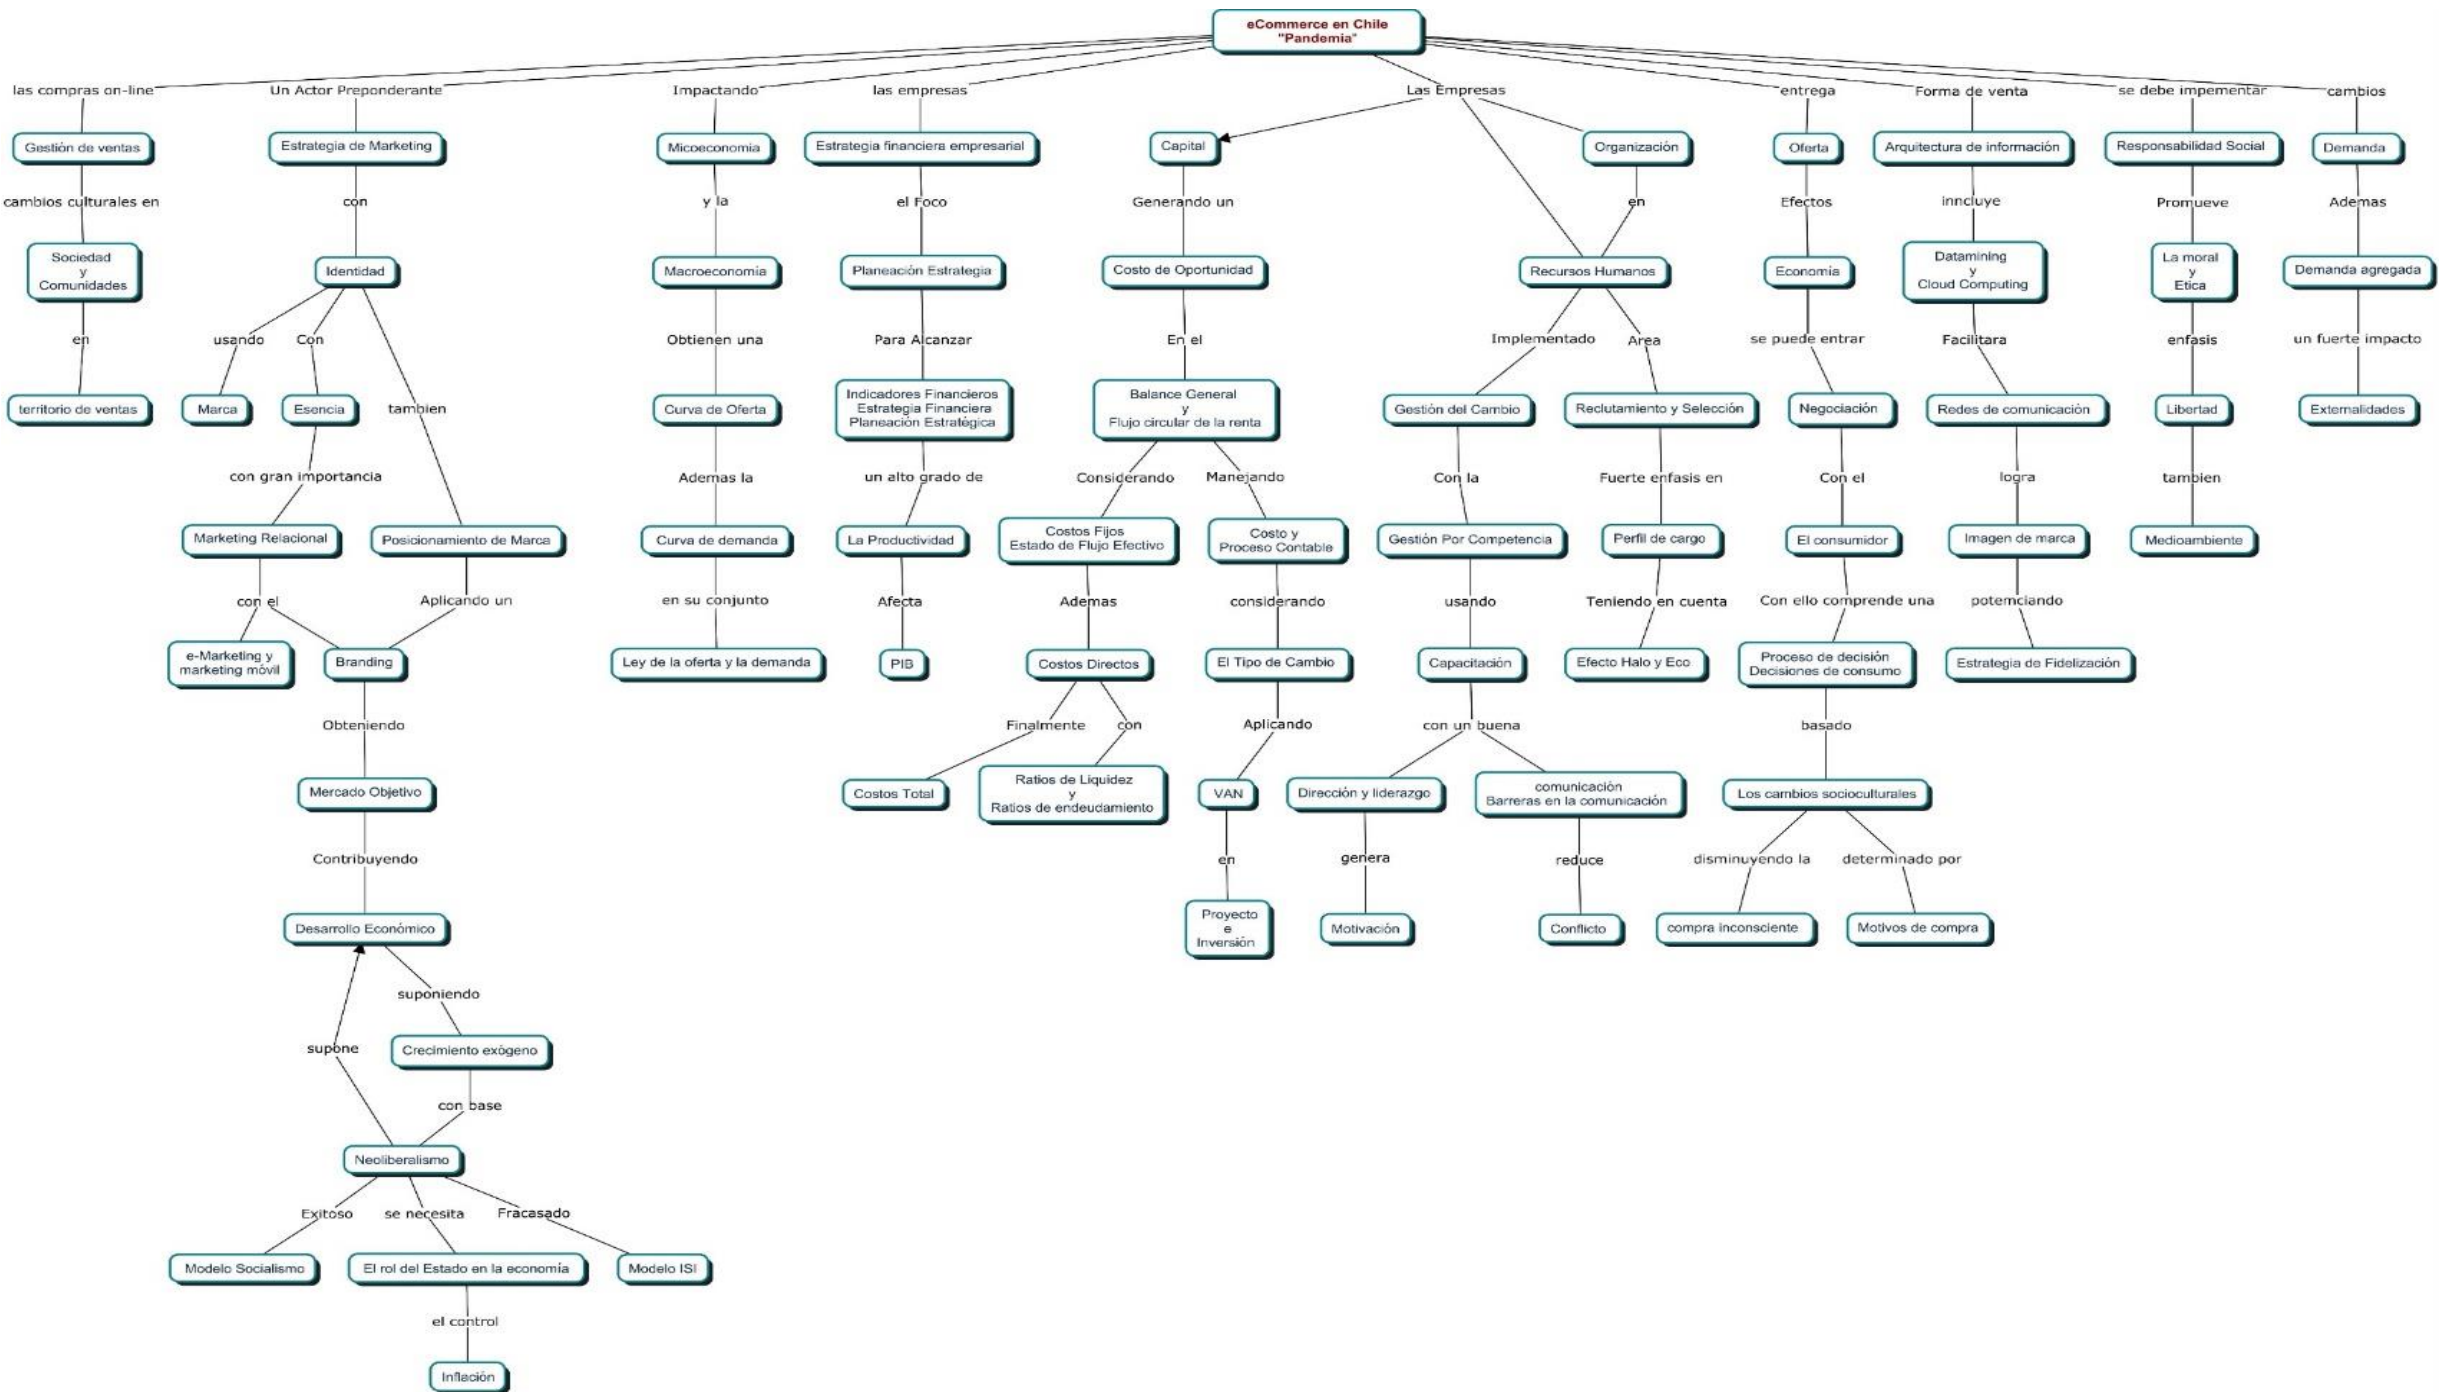 eCommerce en Chile
"Pandemia"
las compras on-line
Un Actor Preponderante
Impactando
las empresas
Las Empresas
entrega
Forma de venta
se debe impementar
cambios
Gestión de ventas
Estrategia de Marketing
Micoeconomía
Estrategia financiera empresarial
Capital
Organización
Oferta
Arquitectura de información
Responsabilidad Social
Demanda
cambios culturales en
con
y la
el Foco
Generando un
en
Efectos
inncluye
Promueve
Ademas
Sociedad
y
Comunidades
Identidad
Macroeconomía
Planeación Estrategia
Costo de Oportunidad
Recursos Humanos
Economía
Datamining
y
Cloud Computing
La moral
y
Etica
Demanda agregada
en
usando
Con
Obtienen una
Para Alcanzar
En el
Implementado
Area
se puede entrar
Facilitara
enfasis
un fuerte impacto
territorio de ventas
Marca
Esencia
tambien
Curva de Oferta
Indicadores Financieros
Estrategia Financiera
Planeación Estratégica
Balance General
y
Flujo circular de la renta
Gestión del Cambio
Reclutamiento y Selección
Negociación
Redes de comunicación
Libertad
Externalidades
con gran importancia
Ademas la
un alto grado de
Considerando
Manejando
Con la
Fuerte enfasis en
Con el
logra
tambien
Marketing Relacional
Posicionamiento de Marca
Curva de demanda
La Productividad
Costos Fijos
Estado de Flujo Efectivo
Costo y
Proceso Contable
Gestión Por Competencia
Perfil de cargo
El consumidor
Imagen de marca
Medioambiente
con el
Aplicando un
en su conjunto
Afecta
Ademas
considerando
usando
Teniendo en cuenta
Con ello comprende una
potemciando
e-Marketing y
marketing móvil
Branding
Ley de la oferta y la demanda
PIB
Costos Directos
El Tipo de Cambio
Capacitación
Efecto Halo y Eco
Proceso de decisión
Decisiones de consumo
Estrategia de Fidelización
Obteniendo
Finalmente
con
Aplicando
con un buena
basado
Mercado Objetivo
Costos Total
Ratios de Liquidez
y
Ratios de endeudamiento
VAN
Dirección y liderazgo
comunicación
Barreras en la comunicación
Los cambios socioculturales
Contribuyendo
en
genera
reduce
disminuyendo la
determinado por
Desarrollo Económico
Proyecto
e
Inversión
Motivación
Conflicto
compra inconsciente
Motivos de compra
suponiendo
supone
Crecimiento exógeno
con base
Neoliberalismo
Exitoso
se necesita
Fracasado
Modelo Socialismo
El rol del Estado en la economía
Modelo ISI
el control
Inflación